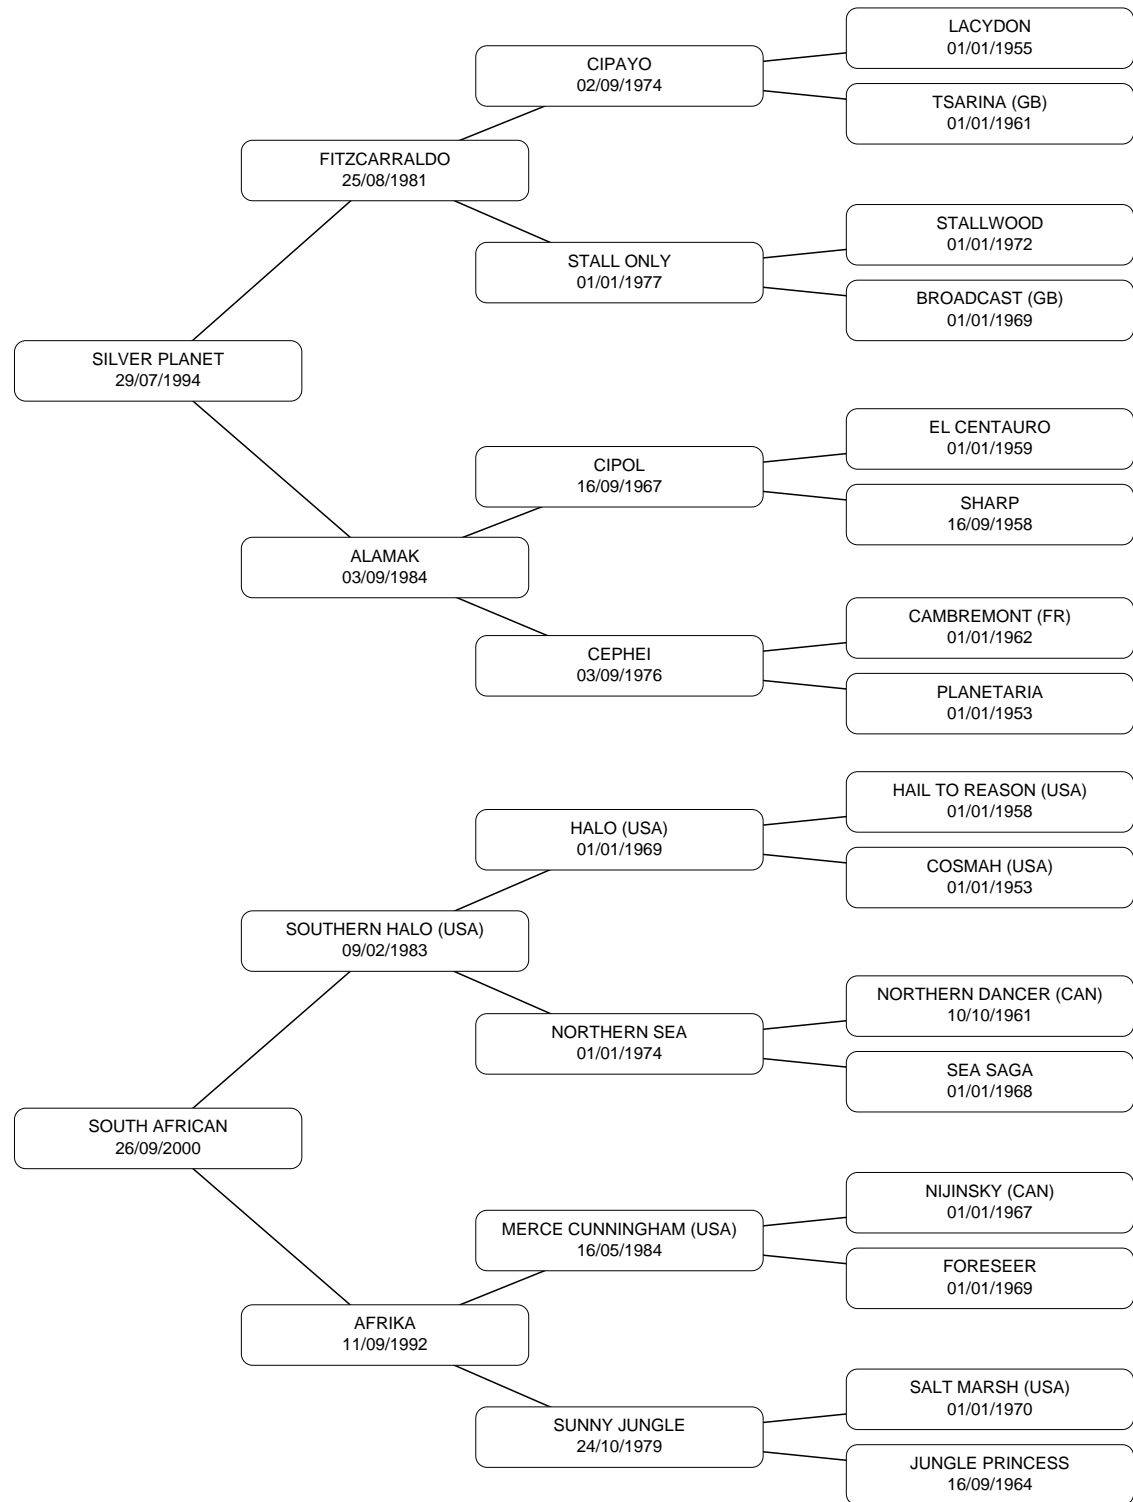 LACYDON
01/01/1955
CIPAYO
02/09/1974
TSARINA (GB)
01/01/1961
FITZCARRALDO
25/08/1981
STALLWOOD
01/01/1972
STALL ONLY
01/01/1977
BROADCAST (GB)
01/01/1969
SILVER PLANET
29/07/1994
EL CENTAURO
01/01/1959
CIPOL
16/09/1967
SHARP
16/09/1958
ALAMAK
03/09/1984
CAMBREMONT (FR)
01/01/1962
CEPHEI
03/09/1976
PLANETARIA
01/01/1953
HAIL TO REASON (USA)
01/01/1958
HALO (USA)
01/01/1969
COSMAH (USA)
01/01/1953
SOUTHERN HALO (USA)
09/02/1983
NORTHERN DANCER (CAN)
10/10/1961
NORTHERN SEA
01/01/1974
SEA SAGA
01/01/1968
SOUTH AFRICAN
26/09/2000
NIJINSKY (CAN)
01/01/1967
MERCE CUNNINGHAM (USA)
16/05/1984
FORESEER
01/01/1969
AFRIKA
11/09/1992
SALT MARSH (USA)
01/01/1970
SUNNY JUNGLE
24/10/1979
JUNGLE PRINCESS
16/09/1964